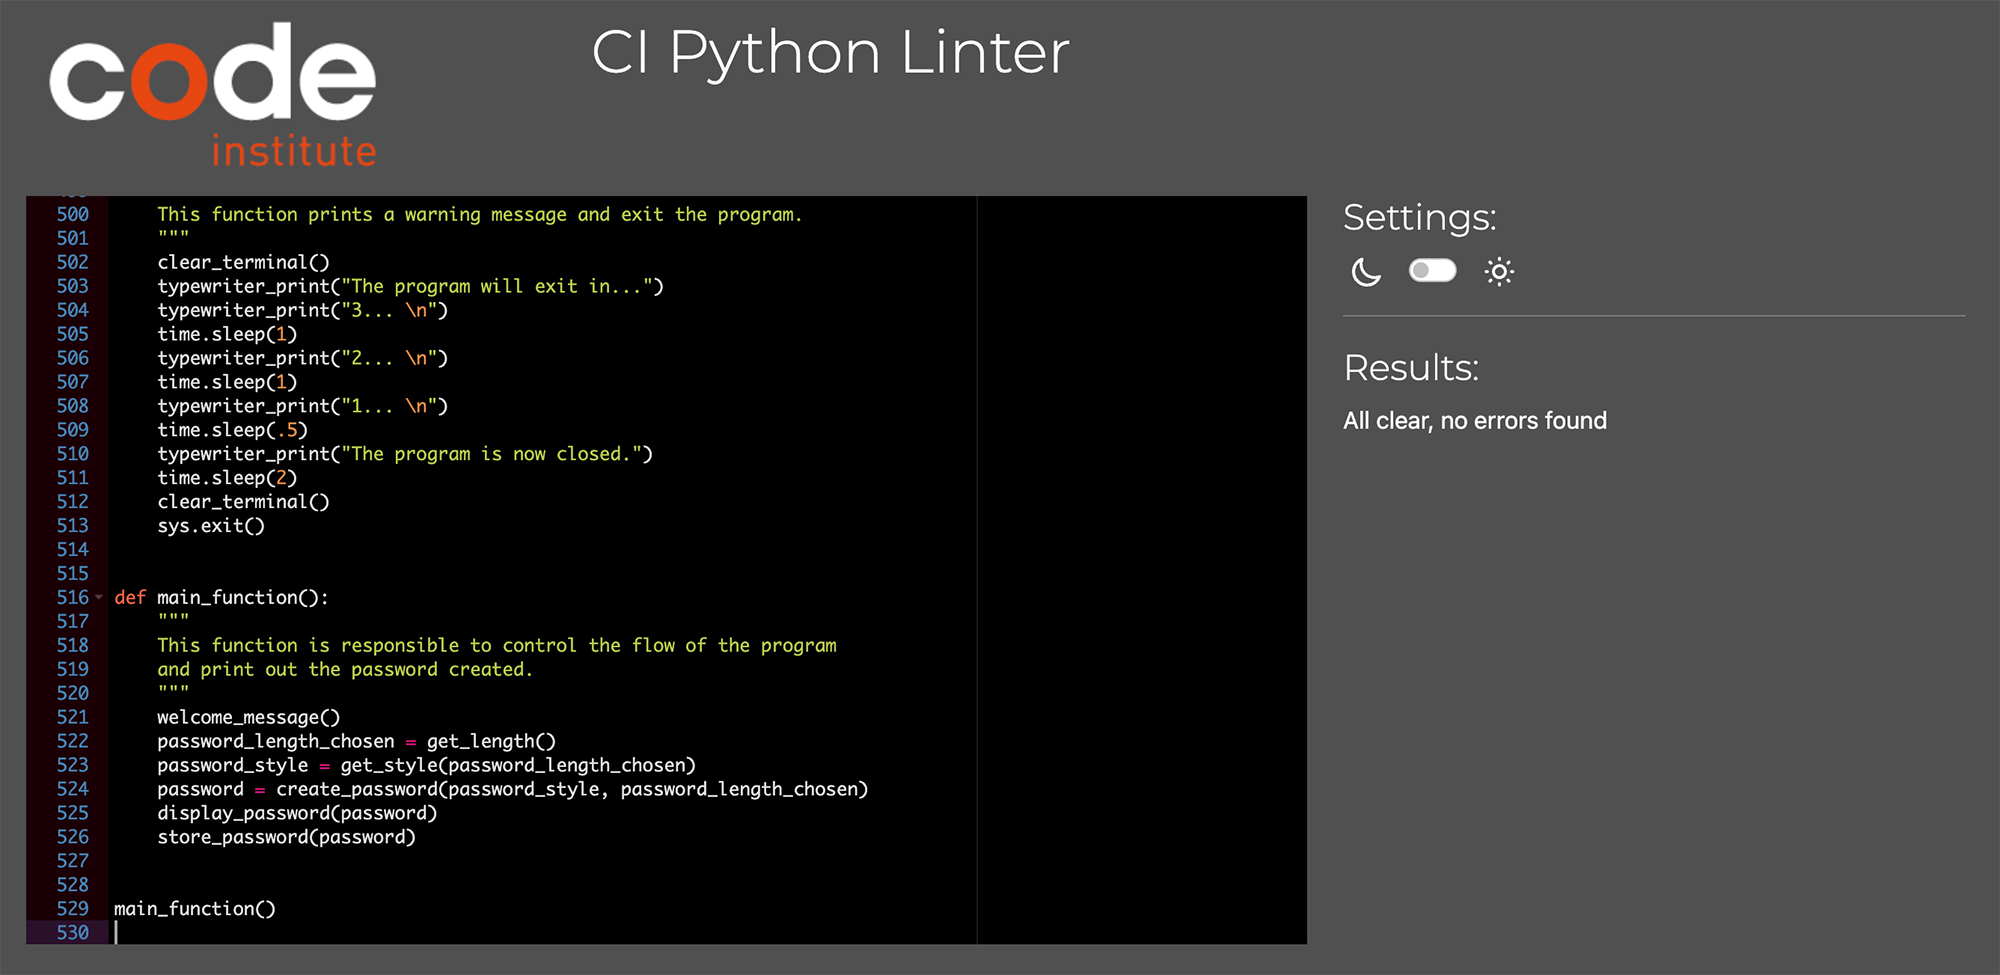 code
institute
CI Python Linter
500 This function prints a warning message and exit the program.
501 """
502 clear_terminal()
503 typewriter_print("The program will exit in...")
504 typewriter_print("3... \n")
505 time.sleep(1)
506 typewriter_print("2... \n")
507 time.sleep(1)
508 typewriter_print("1... \n")
509 time.sleep(.5)
510 typewriter_print("The program is now closed.")
511 time.sleep(2)
512 clear_terminal()
513 sys.exit()
514
515
516 def main_function():
517 """
518 This function is responsible to control the flow of the program
519 and print out the password created.
520 """
521 welcome_message()
522 password_length_chosen = get_length()
523 password_style = get_style(password_length_chosen)
524 password = create_password(password_style, password_length_chosen)
525 display_password(password)
526 store_password(password)
527
528
529 main_function()
530
Settings:
Results:
All clear, no errors found